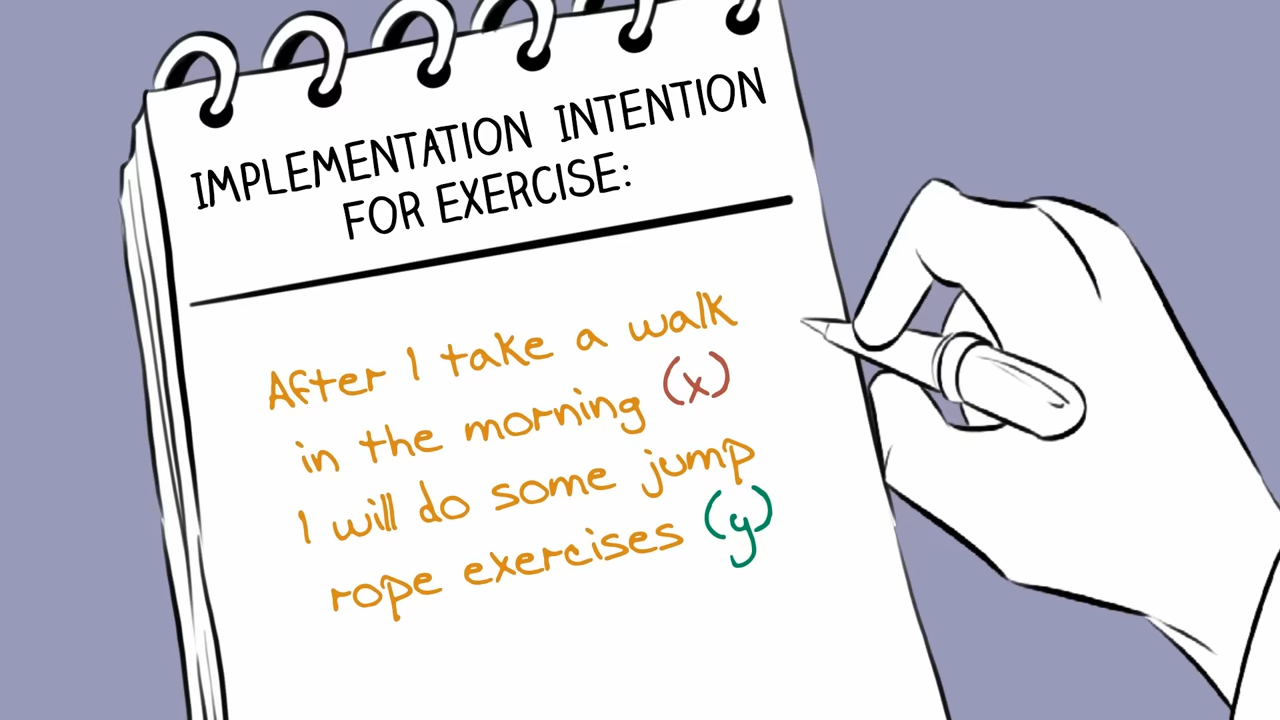 IMPLEMENTATION INTENTION
FOR EXERCISE:
After I take a walk
in the morning (x)
I will do some jump
rope exercises (y)